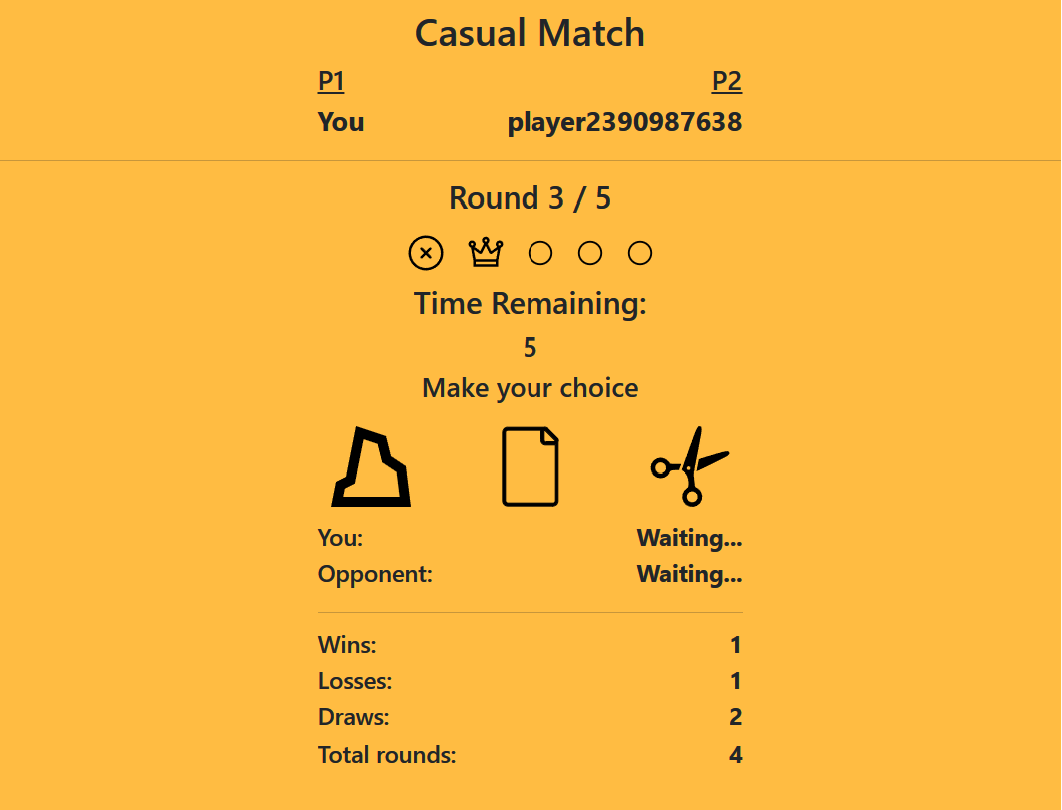 Casual Match
P1 P2
You player2390987638
Round 3 / 5
Time Remaining:
5
Make your choice
You: Waiting...
Opponent: Waiting...
Wins: 1
Losses: 1
Draws: 2
Total rounds: 4